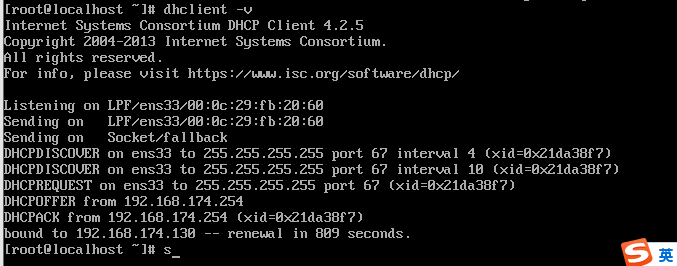 [root@localhost ~]# dhclient -v
Internet Systems Consortium DHCP Client 4.2.5
Copyright 2004-2013 Internet Systems Consortium.
All rights reserved.
For info, please visit https://www.isc.org/software/dhcp/
Listening on LPF/ens33/00:0c:29:fb:20:60
Sending on   LPF/ens33/00:0c:29:fb:20:60
Sending on   Socket/fallback
DHCPDISCOVER on ens33 to 255.255.255.255 port 67 interval 4 (xid=0x21da38f7)
DHCPDISCOVER on ens33 to 255.255.255.255 port 67 interval 10 (xid=0x21da38f7)
DHCPREQUEST on ens33 to 255.255.255.255 port 67 (xid=0x21da38f7)
DHCPOFFER from 192.168.174.254
DHCPACK from 192.168.174.254 (xid=0x21da38f7)
bound to 192.168.174.130 -- renewal in 809 seconds.
[root@localhost ~]# s_
S 英